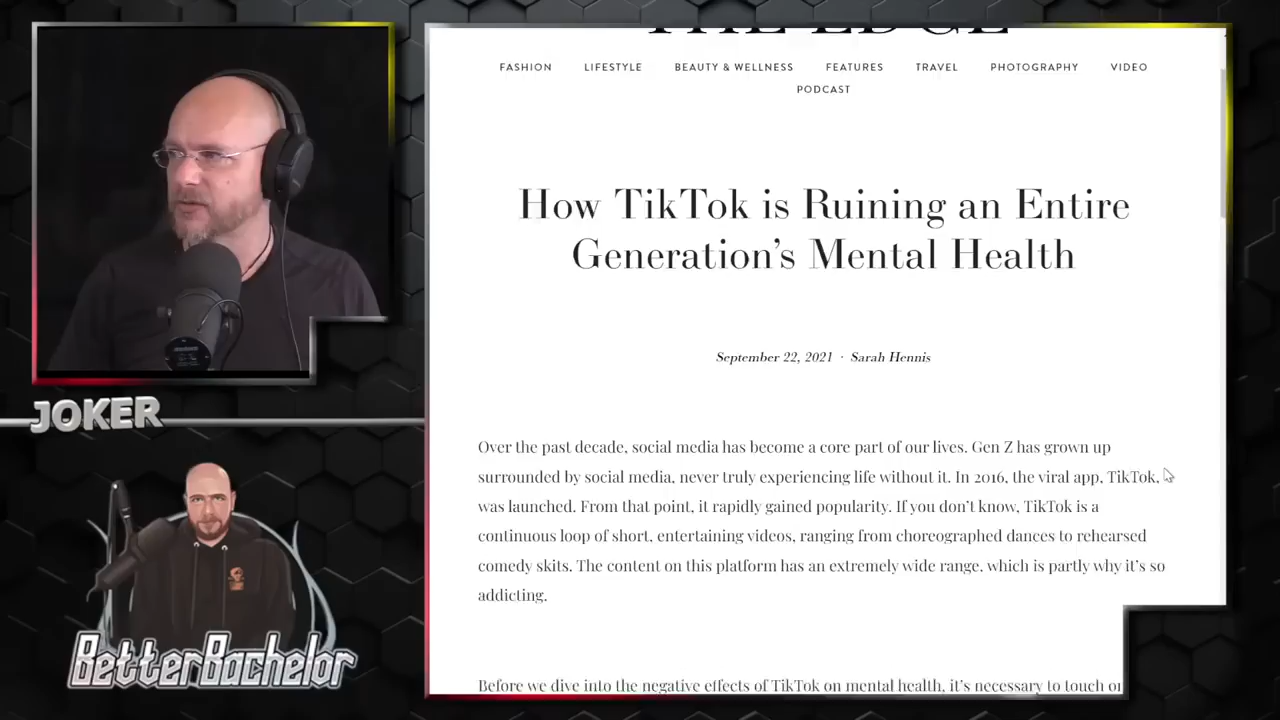 THE EDGE
FASHION LIFESTYLE BEAUTY & WELLNESS FEATURES TRAVEL PHOTOGRAPHY VIDEO
PODCAST
How TikTok is Ruining an Entire
Generation’s Mental Health
September 22, 2021 · Sarah Hennis
Over the past decade, social media has become a core part of our lives. Gen Z has grown up
surrounded by social media, never truly experiencing life without it. In 2016, the viral app, TikTok,
was launched. From that point, it rapidly gained popularity. If you don’t know, TikTok is a
continuous loop of short, entertaining videos, ranging from choreographed dances to rehearsed
comedy skits. The content on this platform has an extremely wide range, which is partly why it’s so
addicting.
Before we dive into the negative effects of TikTok on mental health, it’s necessary to touch on
JOKER
BetterBachelor